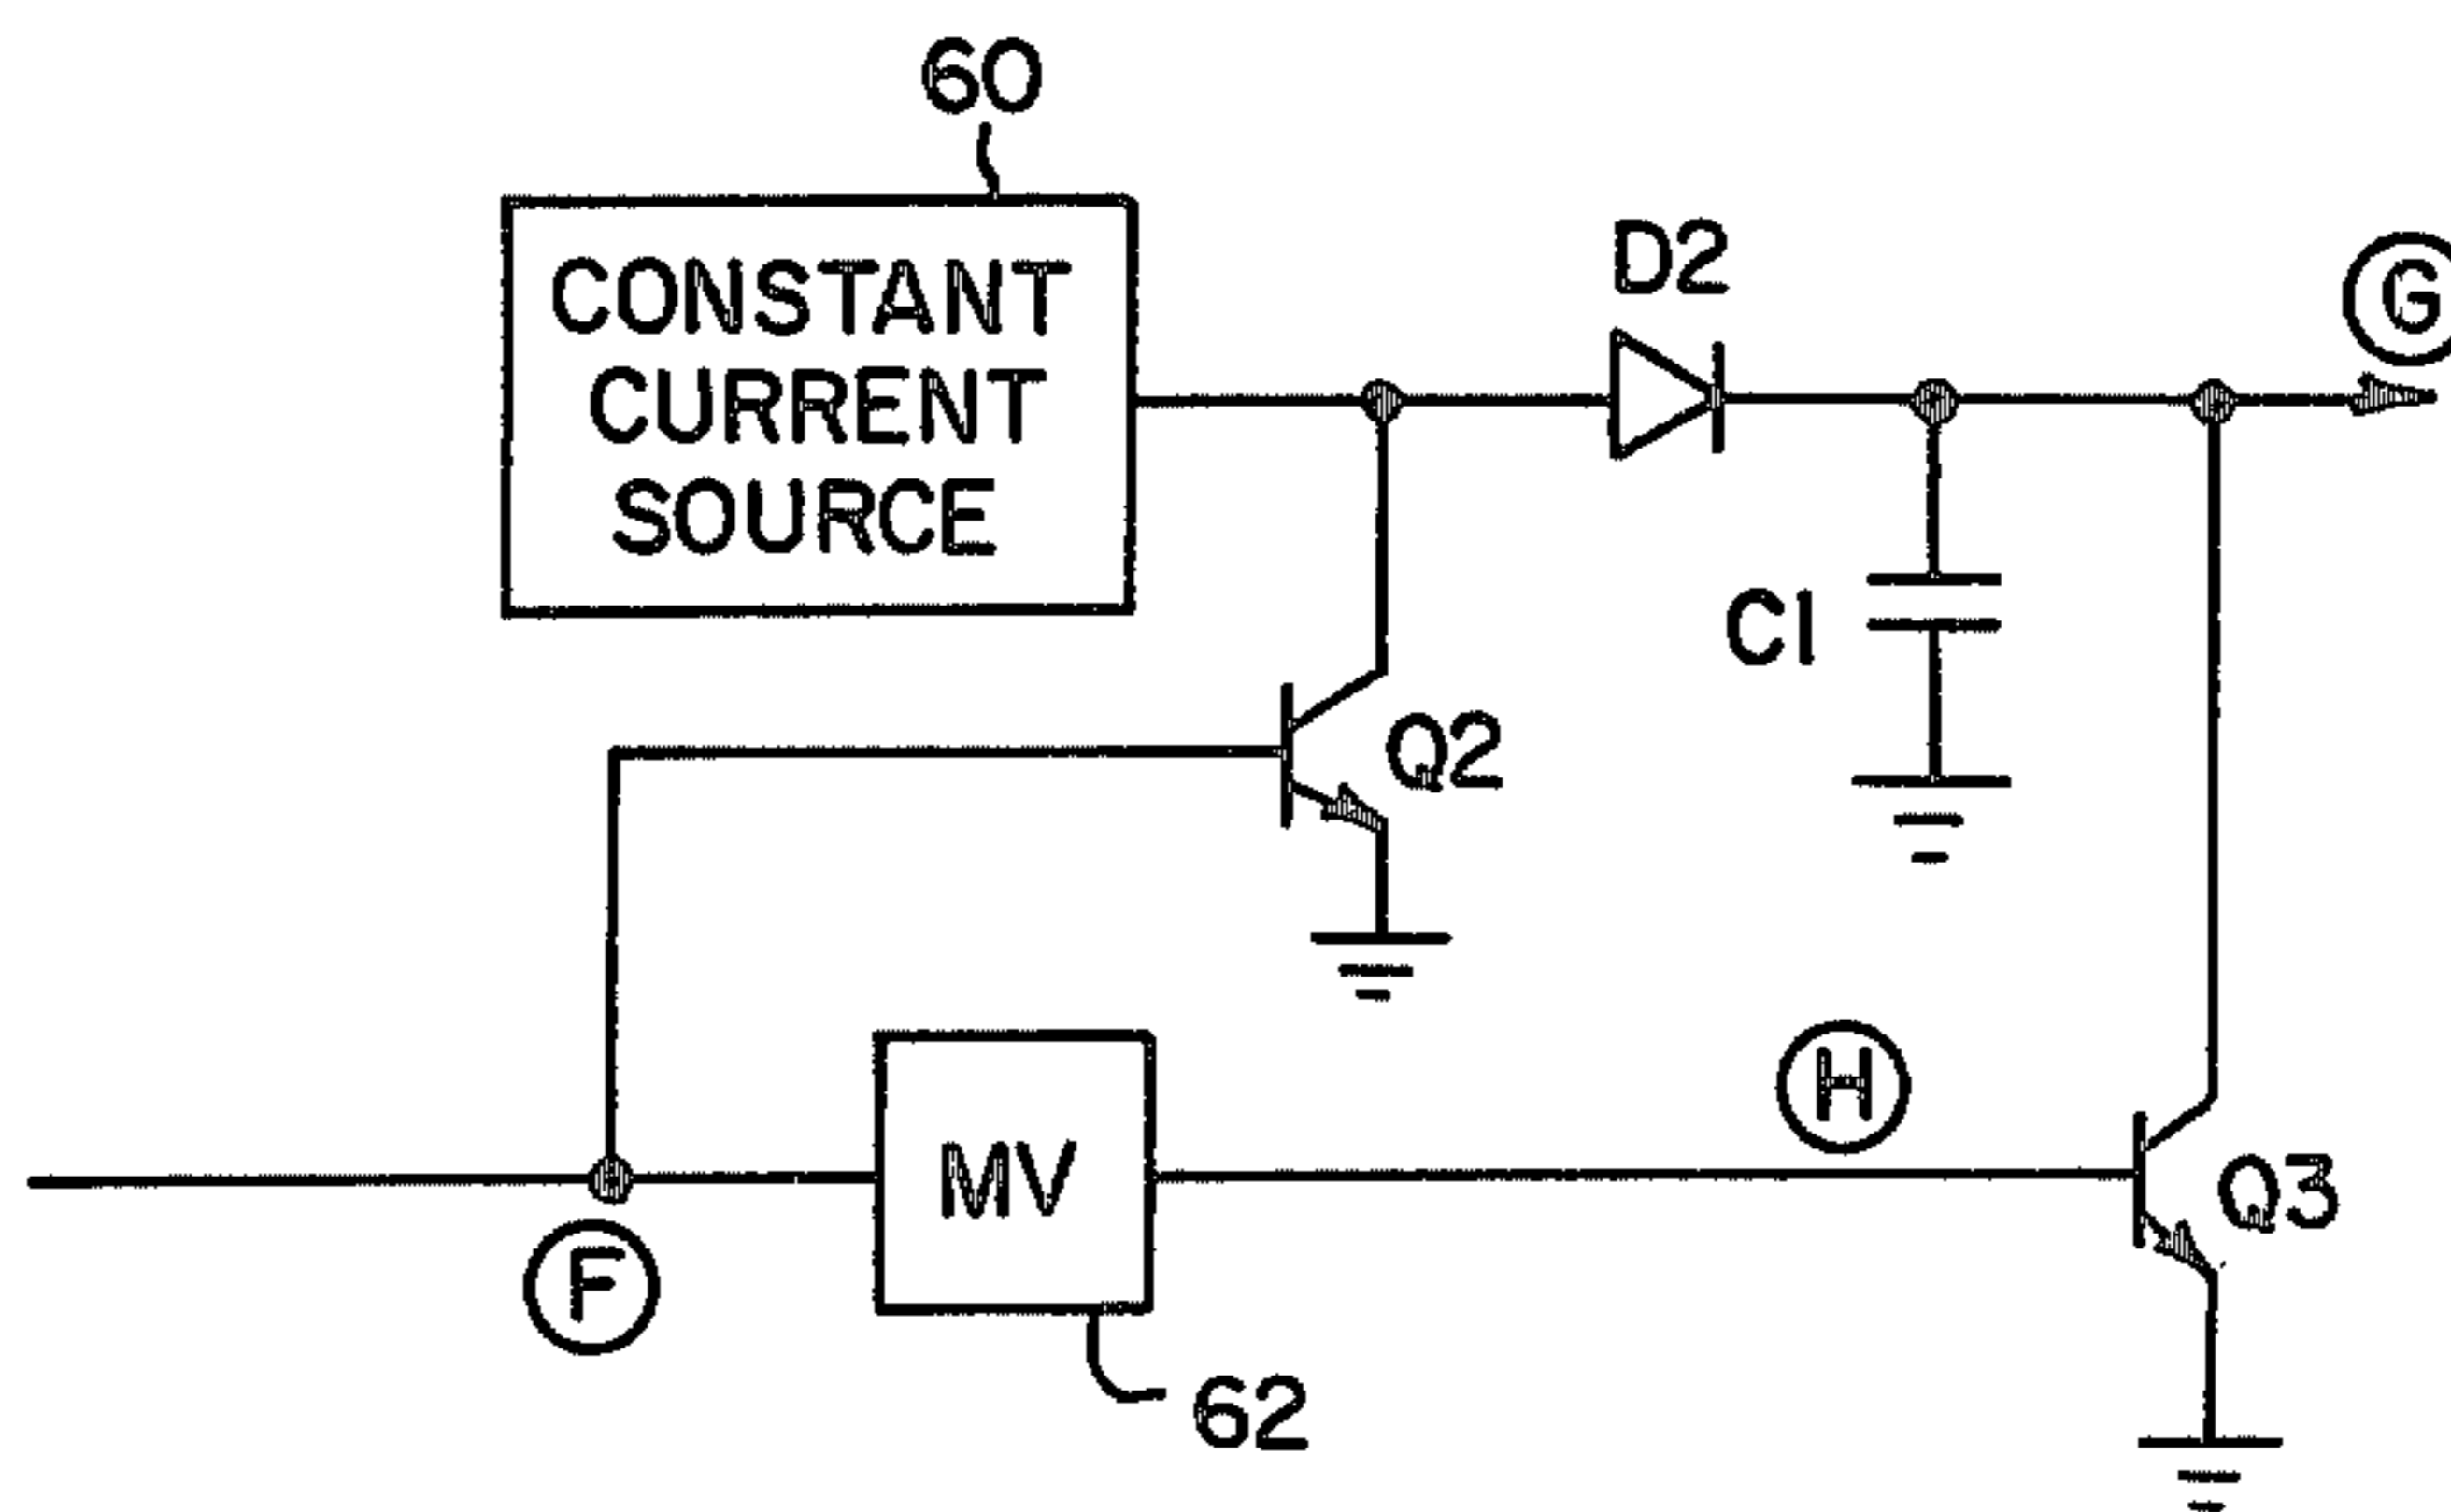 60
CONSTANT
CURRENT
SOURCE
D2
G
C1
Q2
H
MV
Q3
F
62